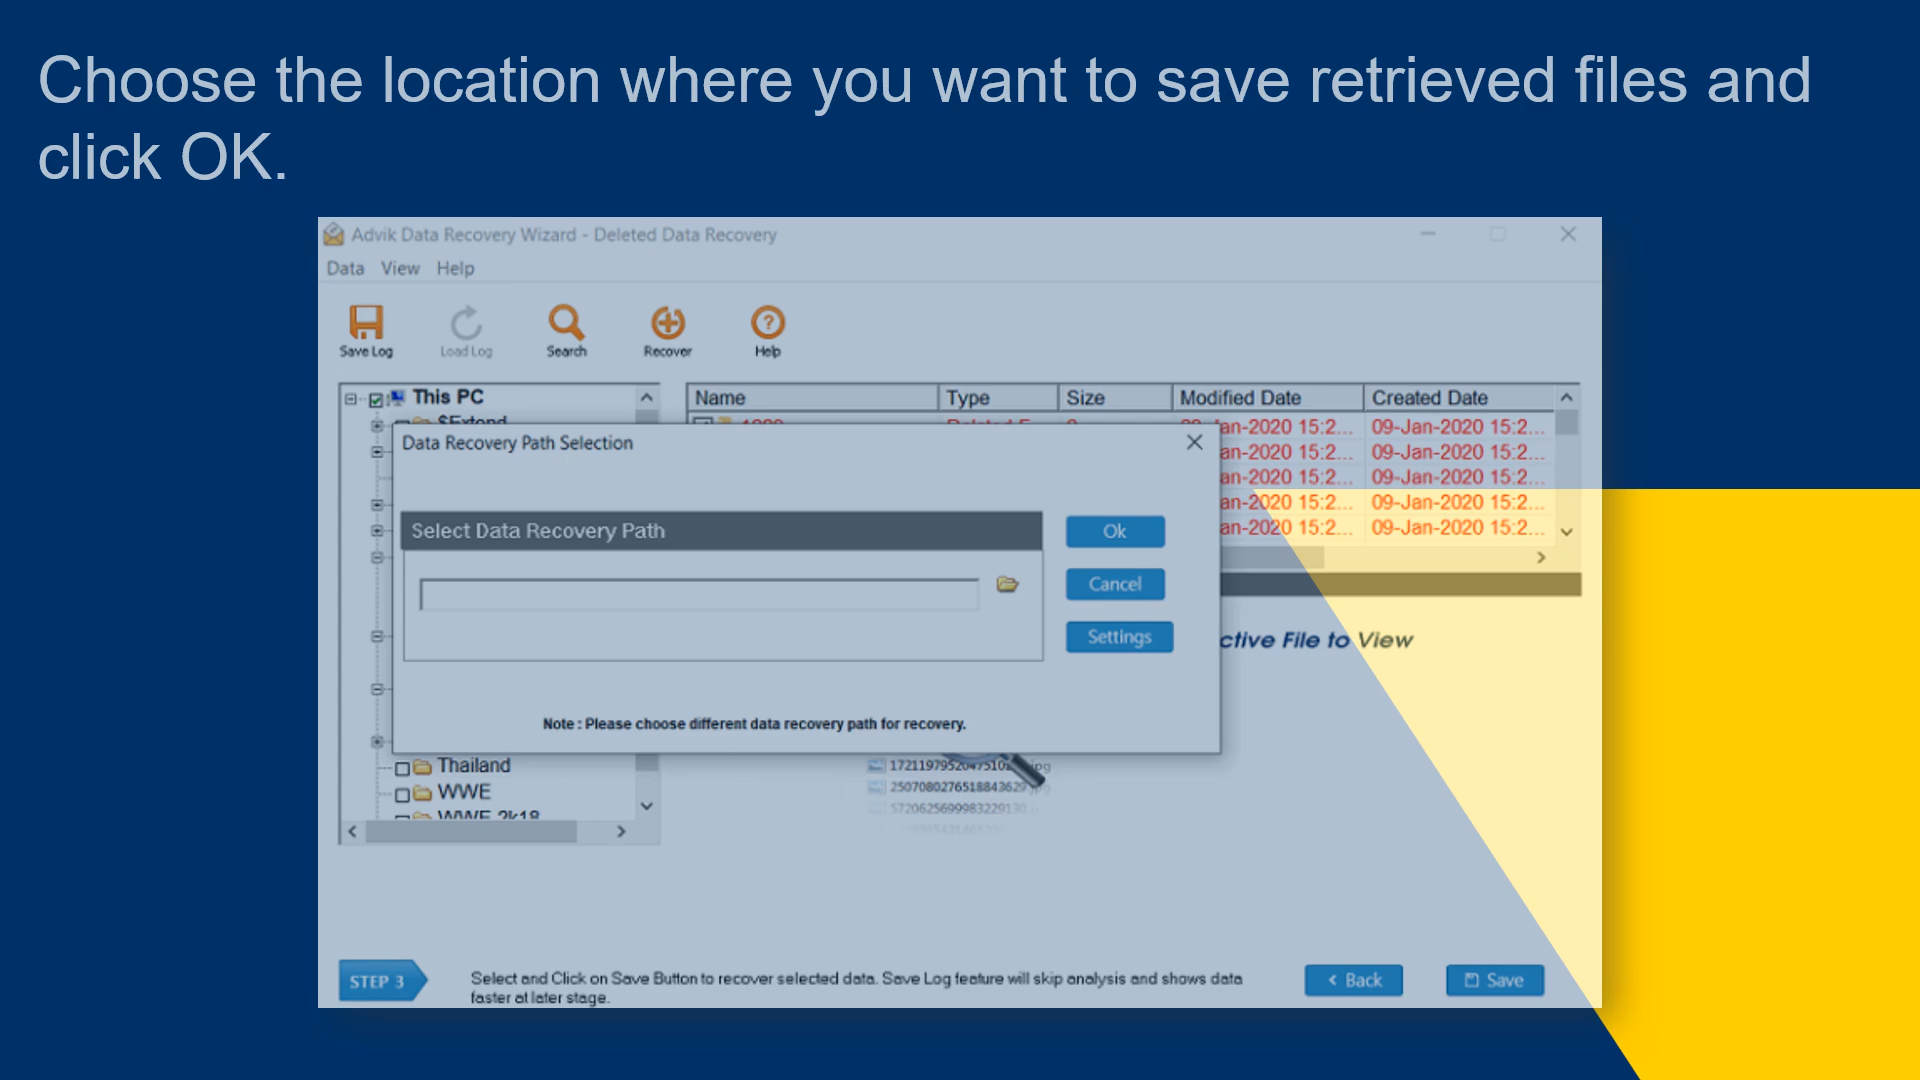 Choose the location where you want to save retrieved files and
click OK.
Advik Data Recovery Wizard - Deleted Data Recovery
Data View Help
Save Log Load Log Search Recover Help
This PC
$Extend
Name Type Size Modified Date Created Date
an-2020 15:2... 09-Jan-2020 15:2...
an-2020 15:2... 09-Jan-2020 15:2...
an-2020 15:2... 09-Jan-2020 15:2...
an-2020 15:2... 09-Jan-2020 15:2...
an-2020 15:2... 09-Jan-2020 15:2...
Data Recovery Path Selection
Select Data Recovery Path
Ok
Cancel
Settings
Note : Please choose different data recovery path for recovery.
ctive File to View
Thailand
WWE
WWE 2k18
2507080276518843629
5720625699983229130
STEP 3
Select and Click on Save Button to recover selected data. Save Log feature will skip analysis and shows data
faster at later stage.
< Back
Save